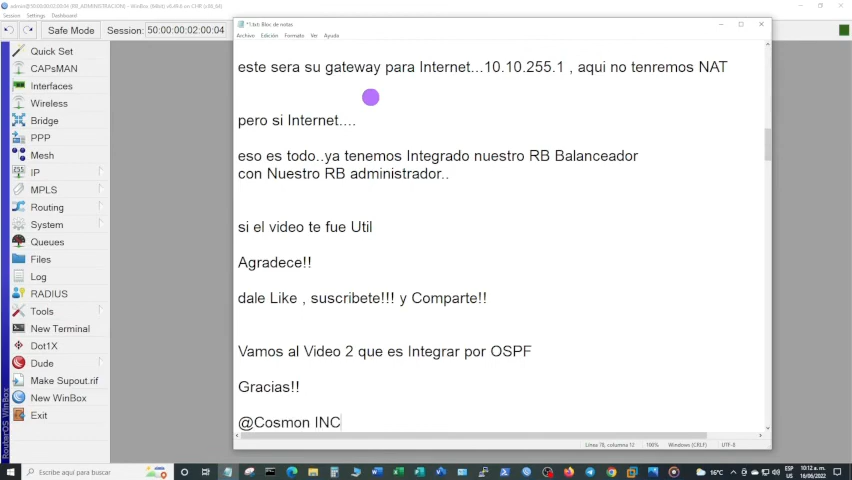 admin@50:00:00:02:00:04 (RB_ADMINISTRACION) - WinBox (64bit) v6.49.6 on CHR (x86_64)
Session Settings Dashboard
Safe Mode Session: 50:00:00:02:00:04
Quick Set
CAPsMAN
Interfaces
Wireless
Bridge
PPP
Mesh
IP
MPLS
Routing
System
Queues
Files
Log
RADIUS
Tools
New Terminal
Dot1X
Dude
Make Supout.rif
New WinBox
Exit
RouterOS WinBox
*1.txt: Bloc de notas
Archivo Edición Formato Ver Ayuda
este sera su gateway para Internet...10.10.255.1 , aqui no tenremos NAT
pero si Internet....
eso es todo..ya tenemos Integrado nuestro RB Balanceador
con Nuestro RB administrador..
si el video te fue Util
Agradece!!
dale Like , suscribete!!! y Comparte!!
Vamos al Video 2 que es Integrar por OSPF
Gracias!!
@Cosmon INC
Línea 78, columna 12 100% Windows (CRLF) UTF-8
Escribe aquí para buscar
16°C
ESP
US
10:12 a. m.
16/06/2022